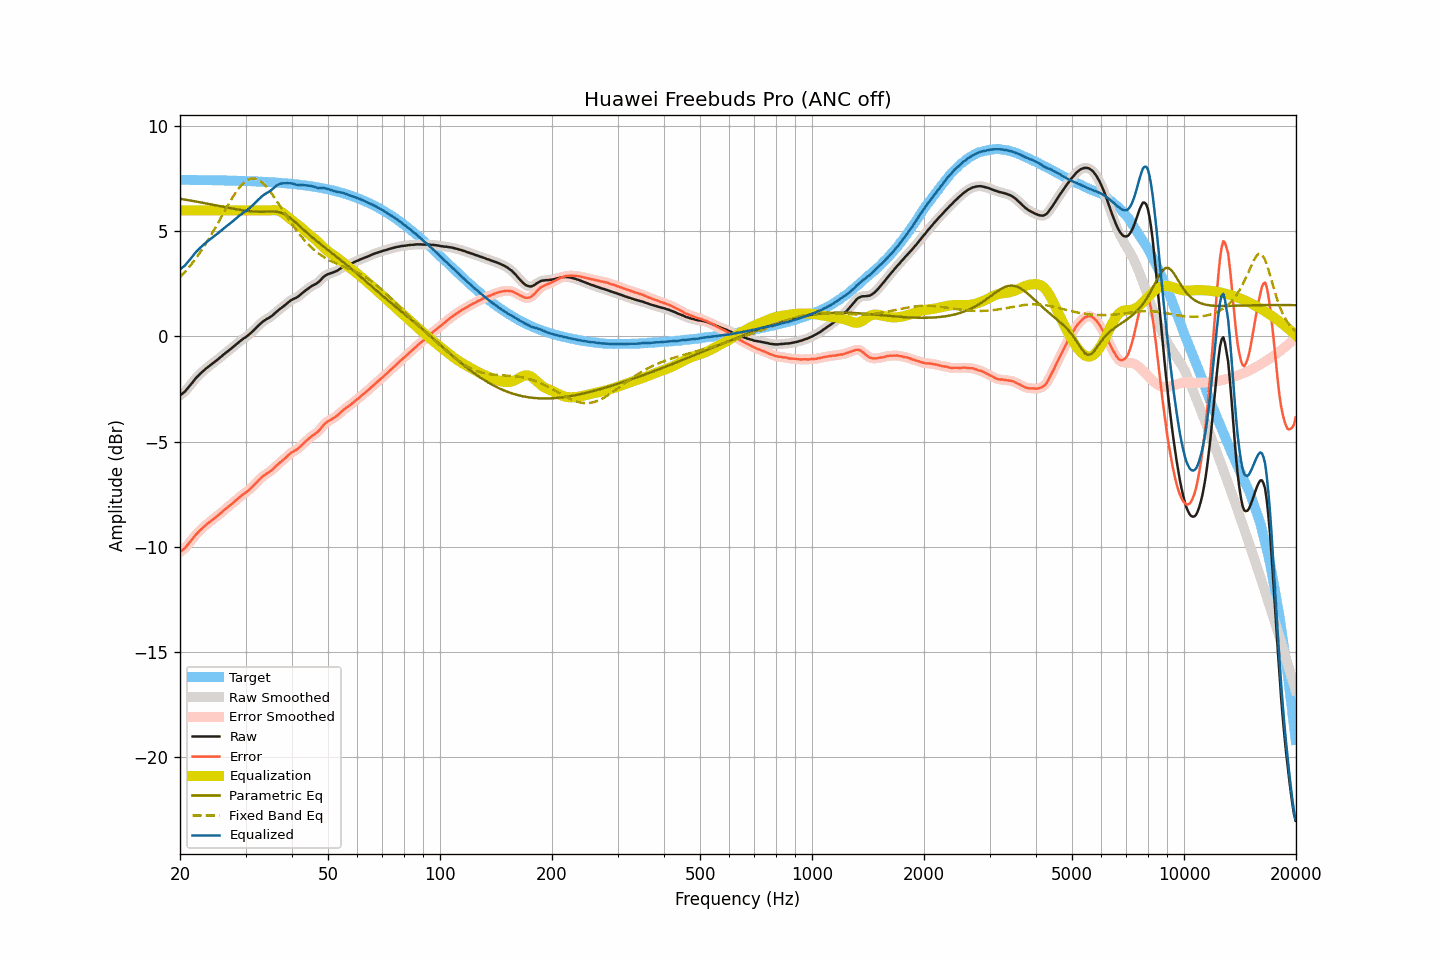 Huawei Freebuds Pro (ANC off)
10
5
0
−5
−10
−15
−20
Amplitude (dBr)
Target
Raw Smoothed
Error Smoothed
Raw
Error
Equalization
Parametric Eq
Fixed Band Eq
Equalized
20 50 100 200 500 1000 2000 5000 10000 20000
Frequency (Hz)